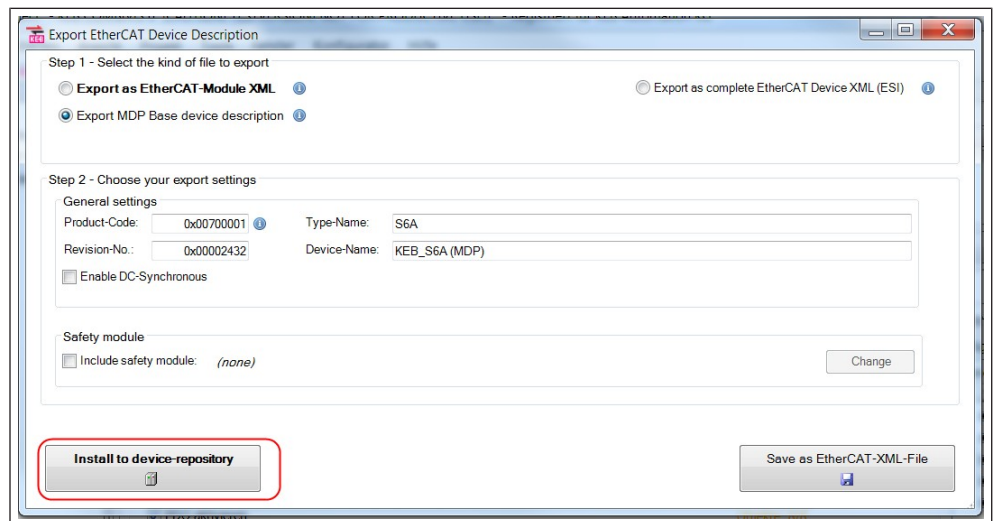 KEB Export EtherCAT Device Description
Step 1 - Select the kind of file to export
Export as EtherCAT-Module XML
Export as complete EtherCAT Device XML (ESI)
Export MDP Base device description
Step 2 - Choose your export settings
General settings
Product-Code: 0x00700001 Type-Name: S6A
Revision-No.: 0x00002432 Device-Name: KEB_S6A (MDP)
Enable DC-Synchronous
Safety module
Include safety module: (none) Change
Install to device-repository
Save as EtherCAT-XML-File